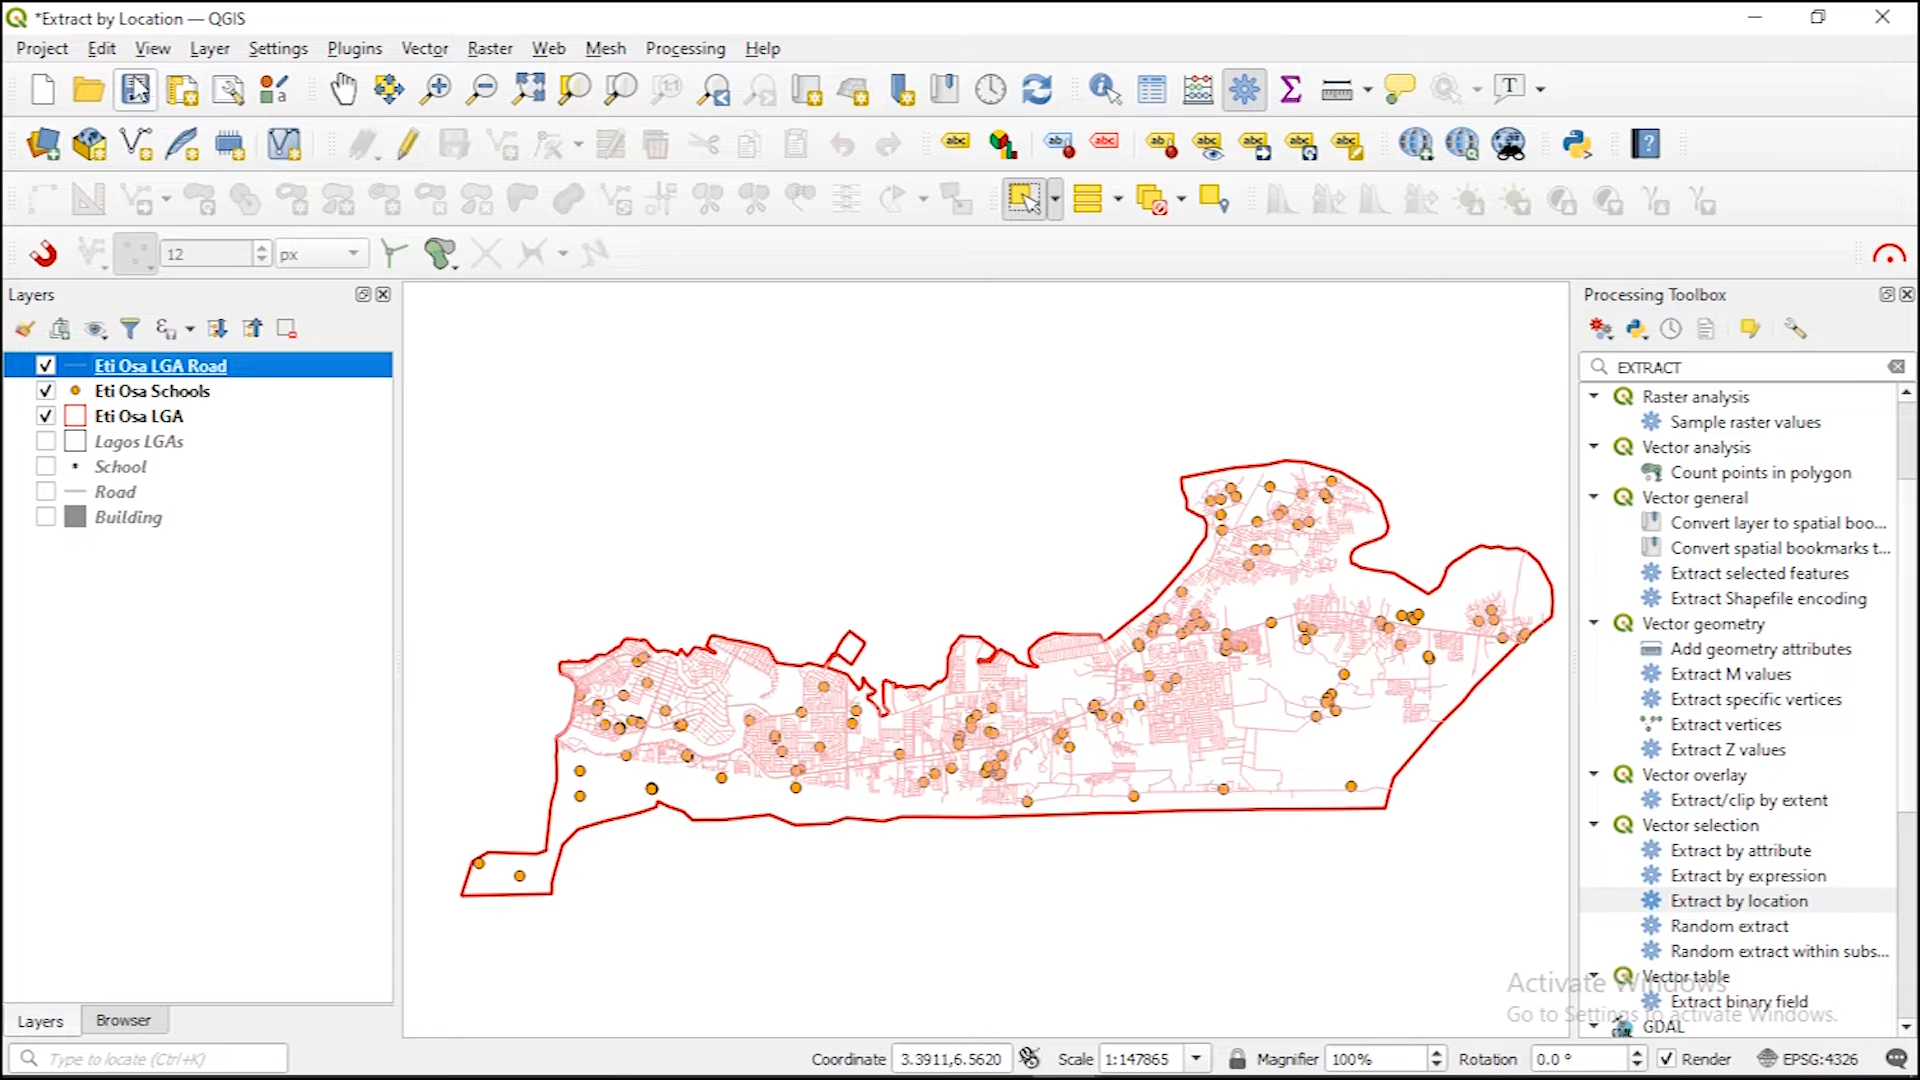 *Extract by Location — QGIS
Project Edit View Layer Settings Plugins Vector Raster Web Mesh Processing Help
12 px
Layers
Eti Osa LGA Road
Eti Osa Schools
Eti Osa LGA
Lagos LGAs
School
Road
Building
Processing Toolbox
EXTRACT
Raster analysis
Sample raster values
Vector analysis
Count points in polygon
Vector general
Convert layer to spatial boo...
Convert spatial bookmarks t...
Extract selected features
Extract Shapefile encoding
Vector geometry
Add geometry attributes
Extract M values
Extract specific vertices
Extract vertices
Extract Z values
Vector overlay
Extract/clip by extent
Vector selection
Extract by attribute
Extract by expression
Extract by location
Random extract
Random extract within subs...
Vector table
Extract binary field
GDAL
Activate Windows
Go to Settings to activate Windows.
Layers Browser
Type to locate (Ctrl+K)
Coordinate 3.3911,6.5620 Scale 1:147865 Magnifier 100% Rotation 0.0 ° Render EPSG:4326